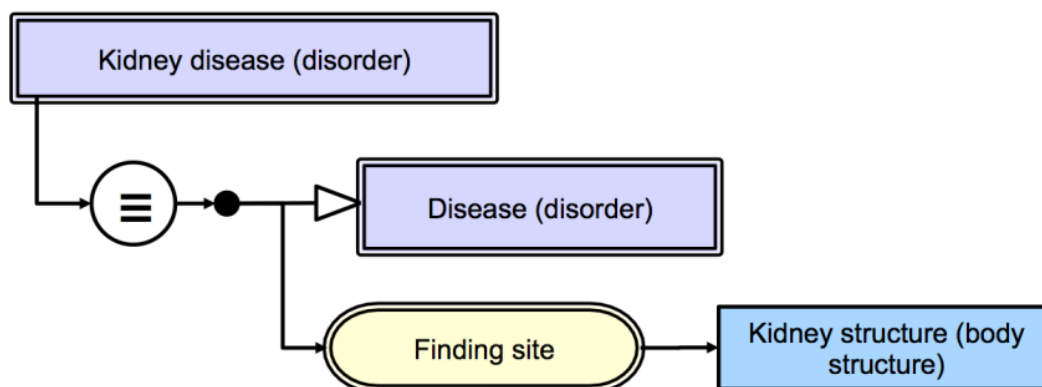 Kidney disease (disorder)
≡
Disease (disorder)
Finding site
Kidney structure (body
structure)